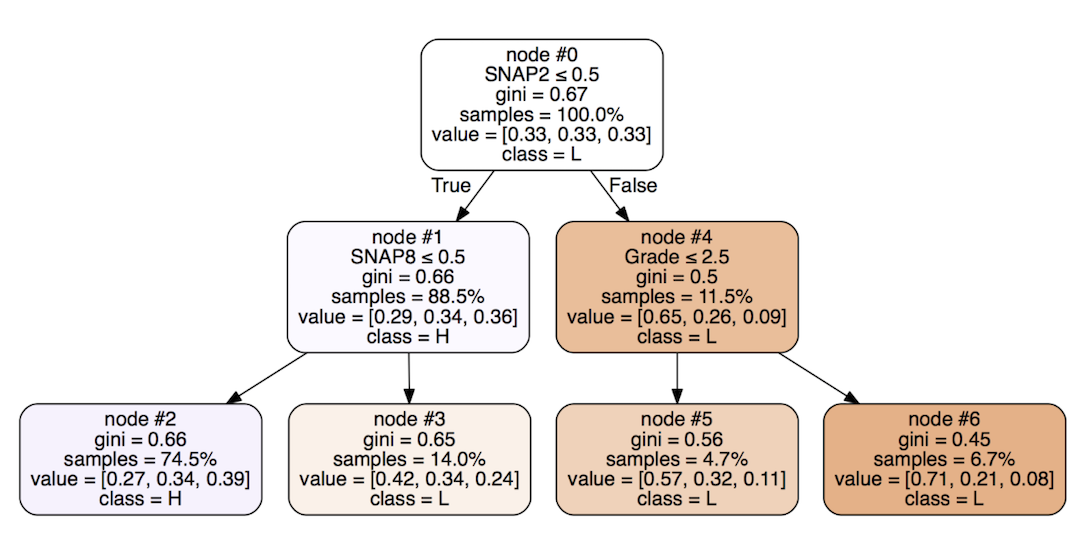 node #0
SNAP2 ≤ 0.5
gini = 0.67
samples = 100.0%
value = [0.33, 0.33, 0.33]
class = L
True
False
node #1
SNAP8 ≤ 0.5
gini = 0.66
samples = 88.5%
value = [0.29, 0.34, 0.36]
class = H
node #4
Grade ≤ 2.5
gini = 0.5
samples = 11.5%
value = [0.65, 0.26, 0.09]
class = L
node #2
gini = 0.66
samples = 74.5%
value = [0.27, 0.34, 0.39]
class = H
node #3
gini = 0.65
samples = 14.0%
value = [0.42, 0.34, 0.24]
class = L
node #5
gini = 0.56
samples = 4.7%
value = [0.57, 0.32, 0.11]
class = L
node #6
gini = 0.45
samples = 6.7%
value = [0.71, 0.21, 0.08]
class = L